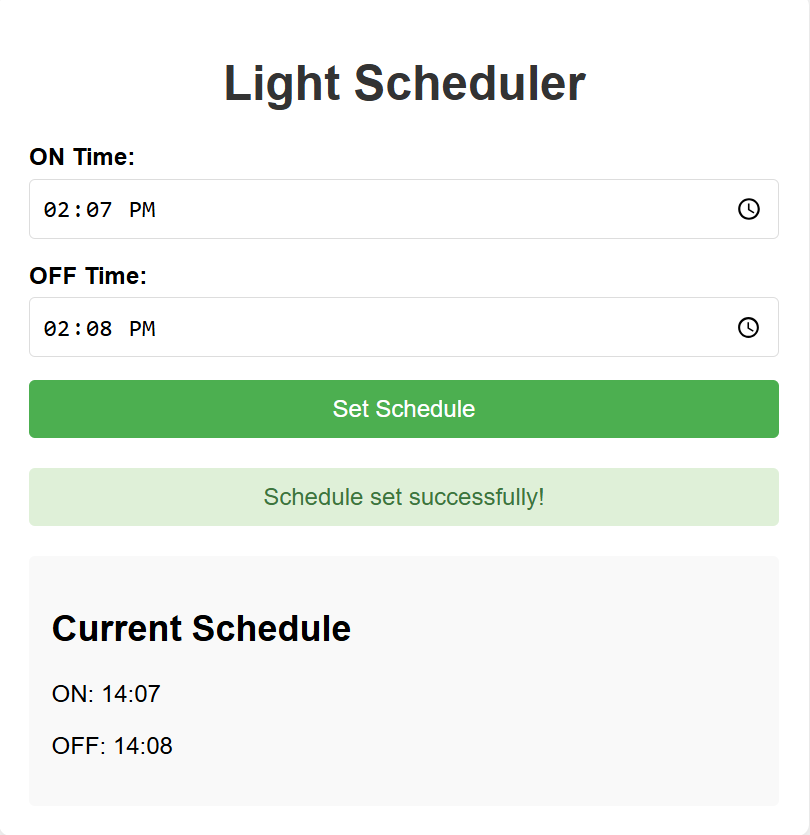 Light Scheduler
ON Time:
02:07 PM
OFF Time:
02:08 PM
Set Schedule
Schedule set successfully!
Current Schedule
ON: 14:07
OFF: 14:08